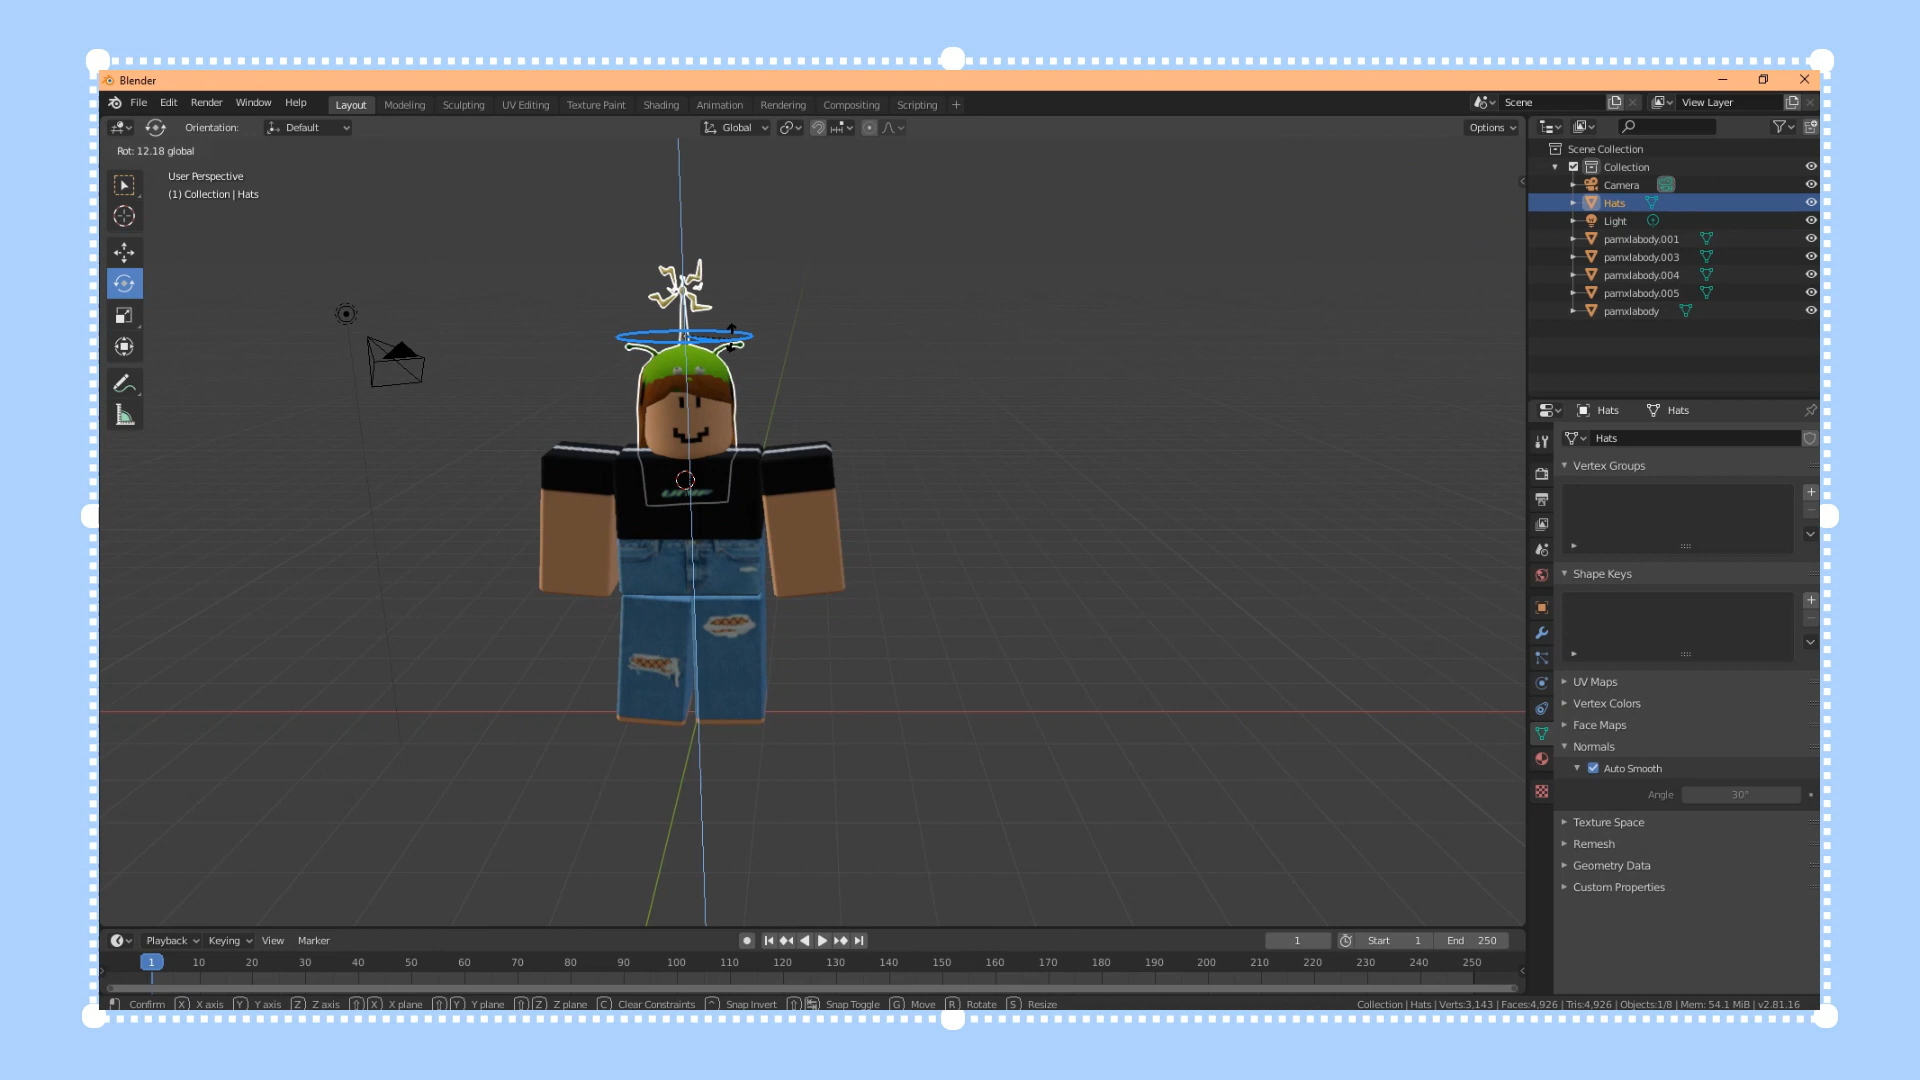 Blender
File Edit Render Window Help Layout Modeling Sculpting UV Editing Texture Paint Shading Animation Rendering Compositing Scripting + Scene View Layer
Orientation: Default Global Options
Rot: 12.18 global
User Perspective
(1) Collection | Hats
Scene Collection
Collection
Camera
Hats
Light
pamxlabody.001
pamxlabody.003
pamxlabody.004
pamxlabody.005
pamxlabody
Hats Hats
Hats
Vertex Groups
Shape Keys
UV Maps
Vertex Colors
Face Maps
Normals
Auto Smooth
Angle 30°
Texture Space
Remesh
Geometry Data
Custom Properties
UNIF
Playback Keying View Marker 1 Start 1 End 250
1 10 20 30 40 50 60 70 80 90 100 110 120 130 140 150 160 170 180 190 200 210 220 230 240 250
Confirm X X axis Y Y axis Z Z axis X X plane Y Y plane Z Z plane C Clear Constraints Snap Invert Snap Toggle G Move R Rotate S Resize Collection | Hats | Verts:3,143 | Faces:4,926 | Tris:4,926 | Objects:1/8 | Mem: 54.1 MiB | v2.81.16